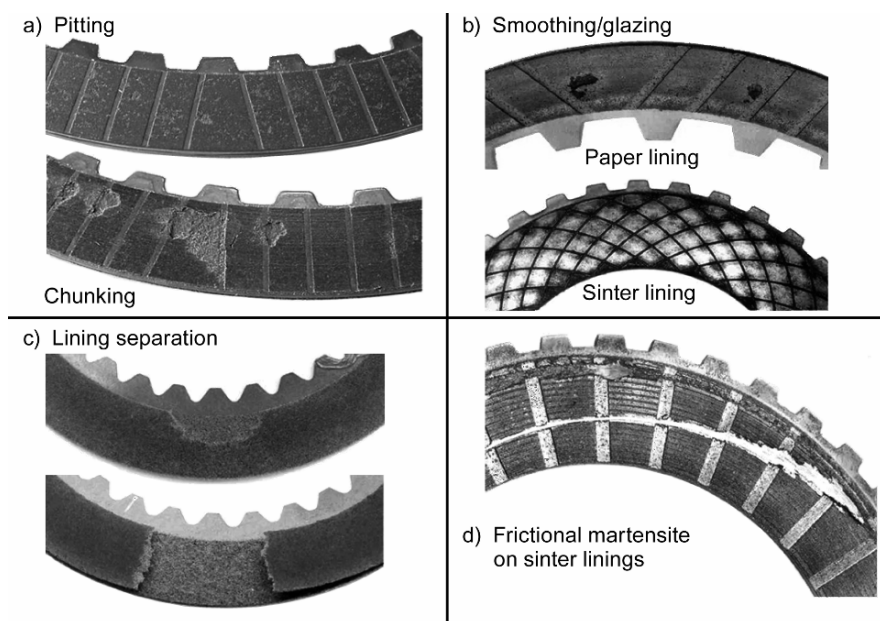 a) Pitting
Chunking
b) Smoothing/glazing
Paper lining
Sinter lining
c) Lining separation
d) Frictional martensite
on sinter linings